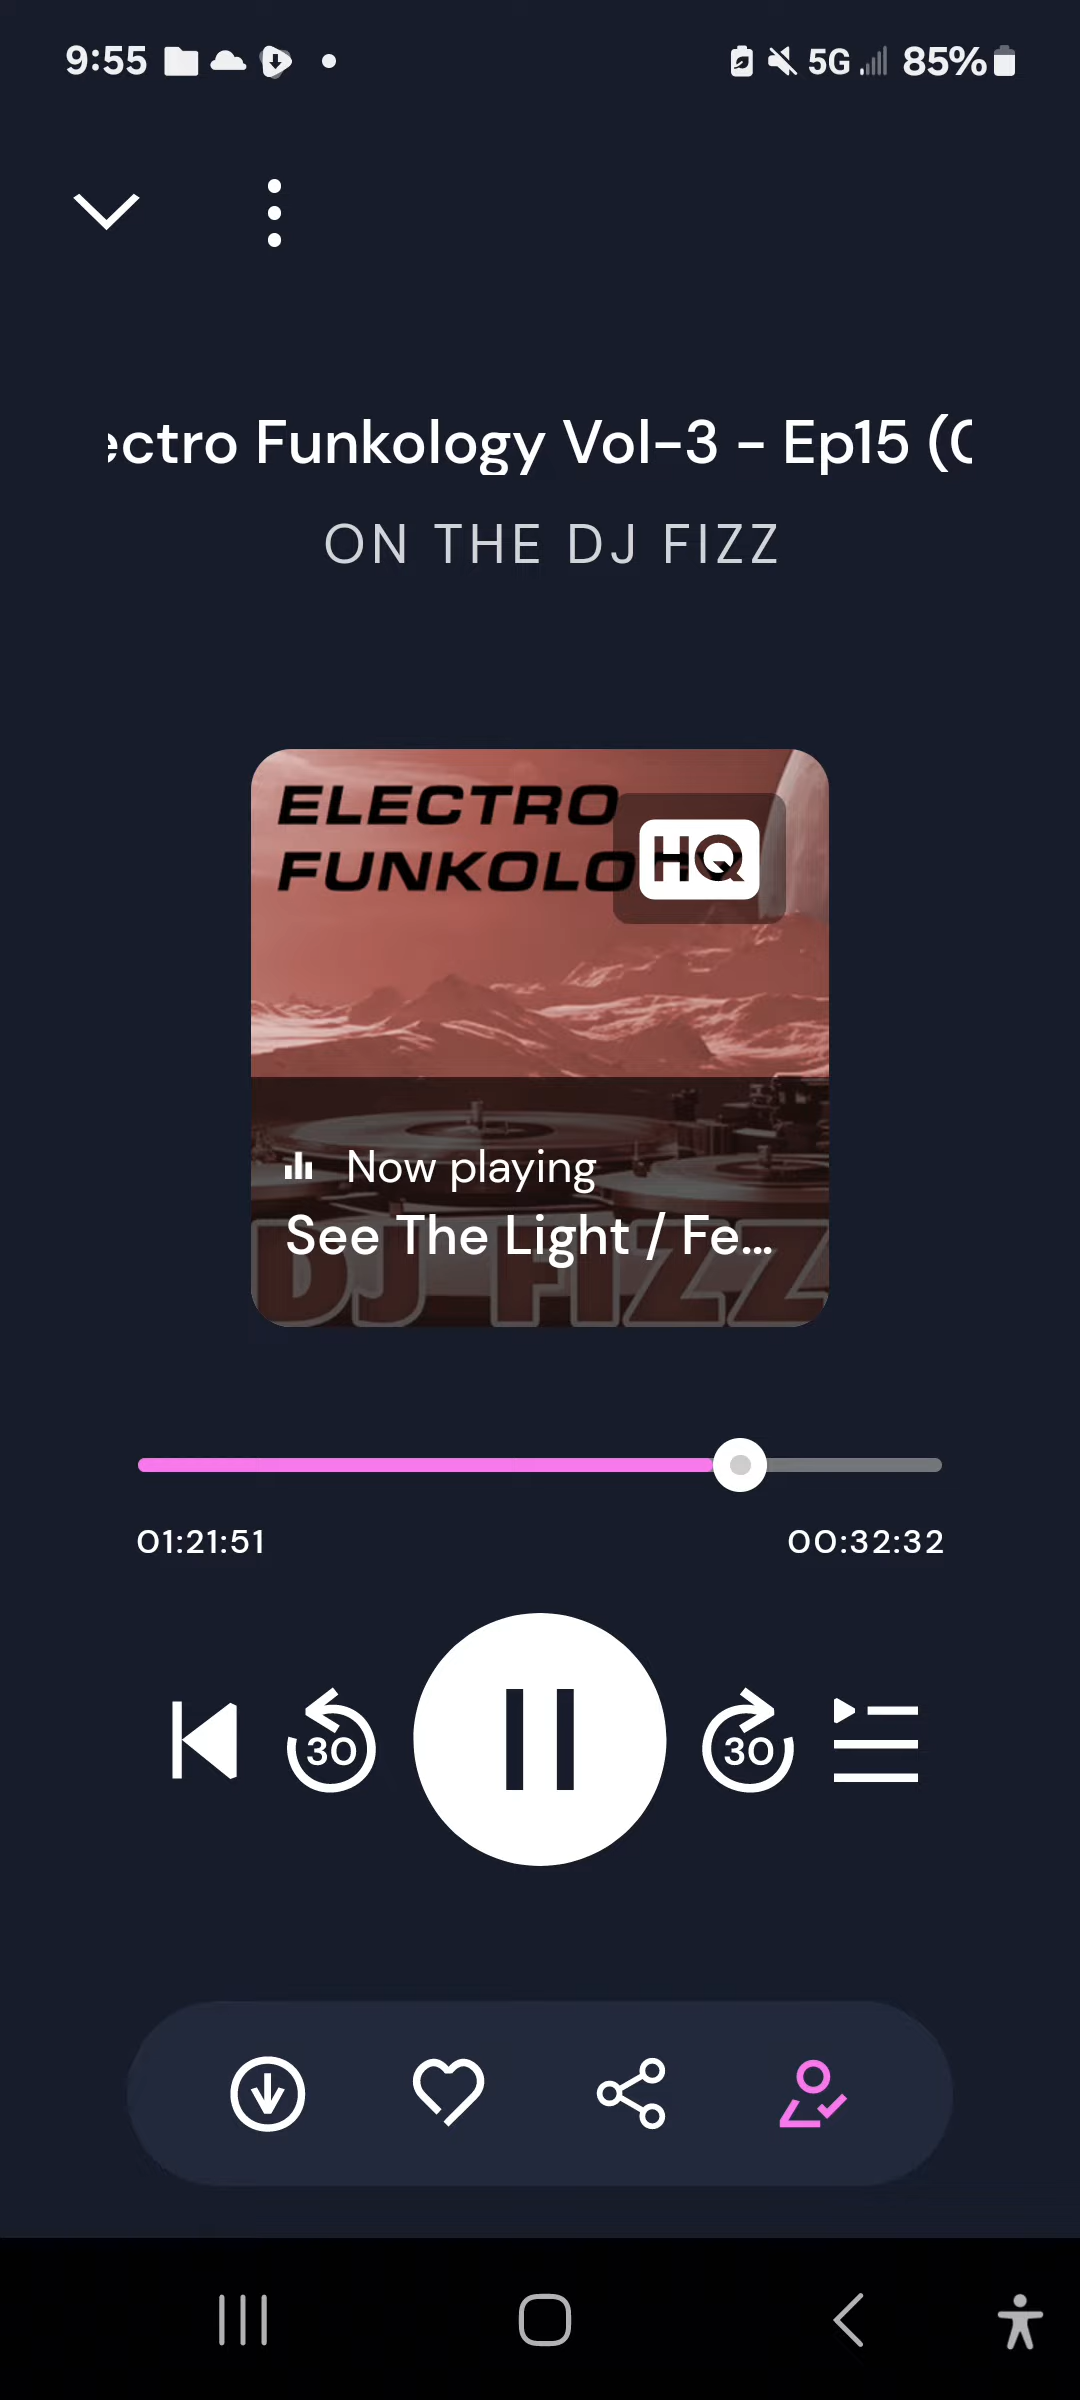 9:55 5G 85%
ectro Funkology Vol-3 - Ep15 (
ON THE DJ FIZZ
ELECTRO
FUNKOLO HQ
Now playing
See The Light / Fe...
DJ FIZZ
01:21:51 00:32:32
30 30